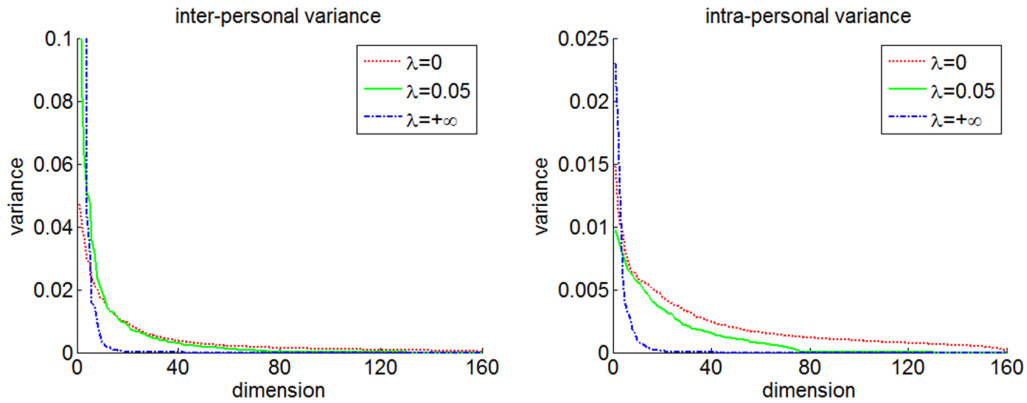 inter-personal variance
0.1
0.08
0.06
0.04
0.02
0
variance
λ=0
λ=0.05
λ=+∞
0 40 80 120 160
dimension
intra-personal variance
0.025
0.02
0.015
0.01
0.005
0
variance
λ=0
λ=0.05
λ=+∞
0 40 80 120 160
dimension